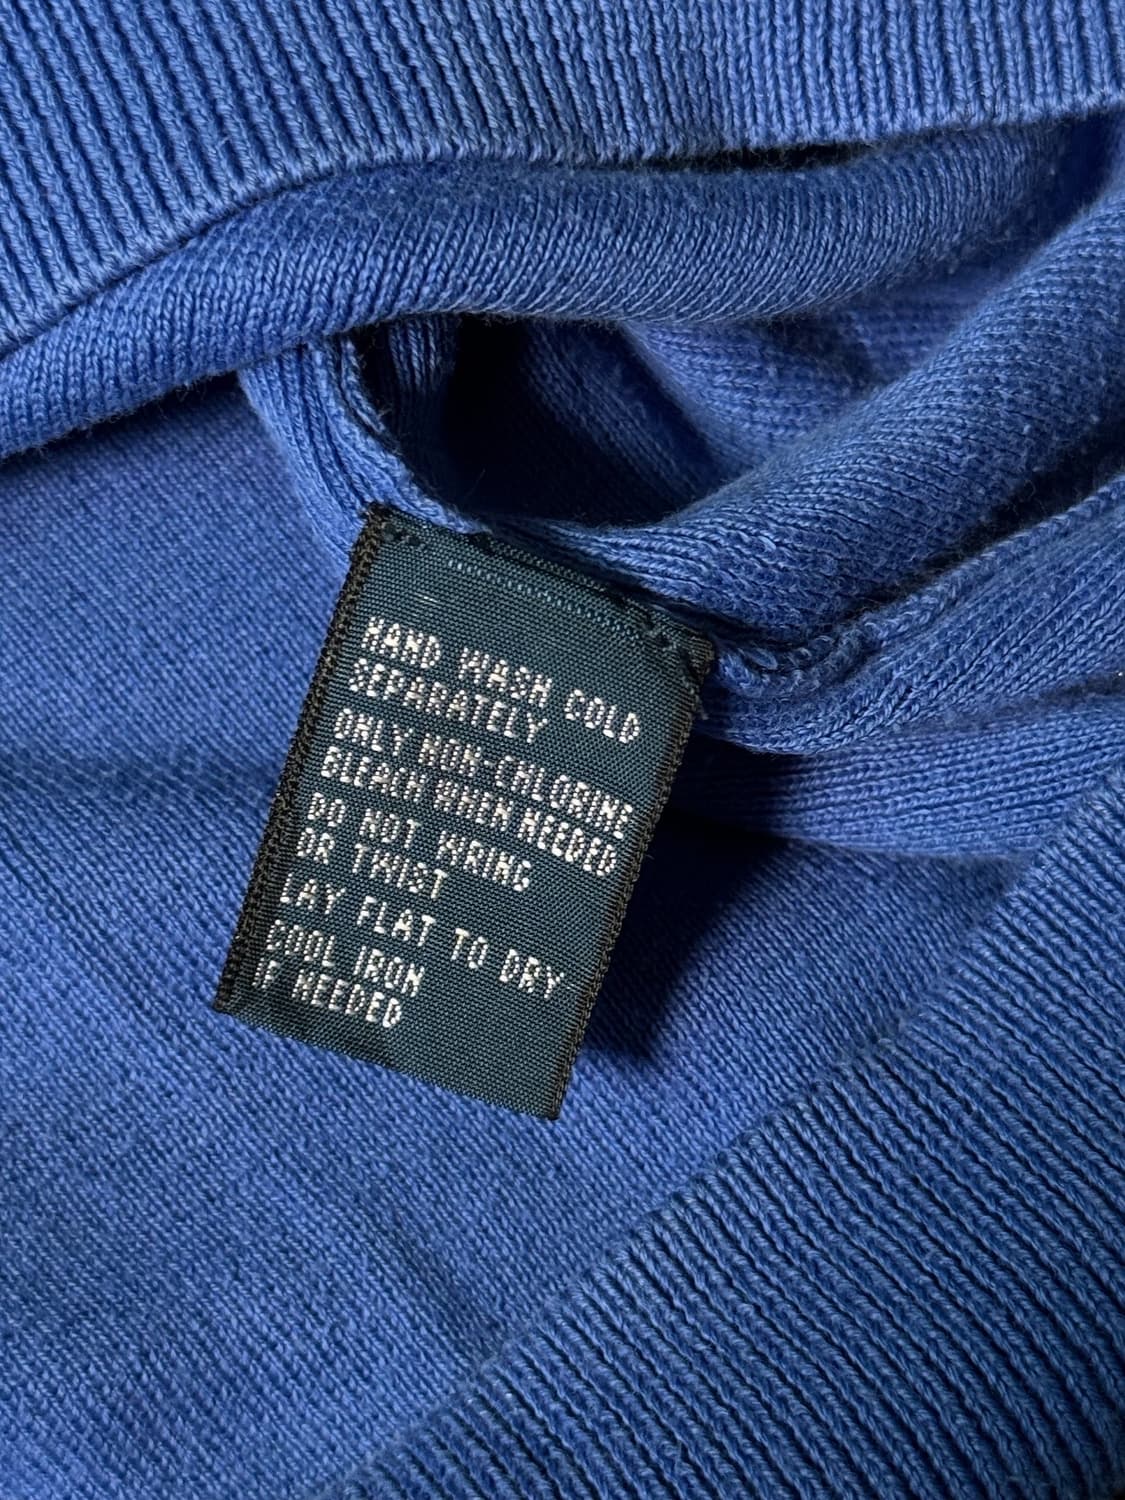 HAND WASH COLD
SEPARATELY
ONLY NON-CHLORINE
BLEACH WHEN NEEDED
DO NOT WRING
OR TWIST
LAY FLAT TO DRY
COOL IRON
IF NEEDED